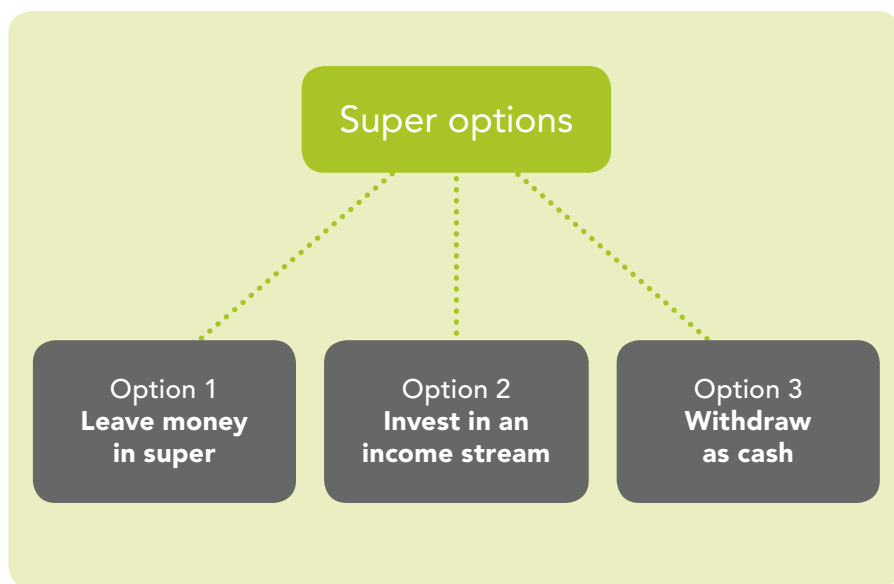 Super options
Option 1
Leave money
in super
Option 2
Invest in an
income stream
Option 3
Withdraw
as cash